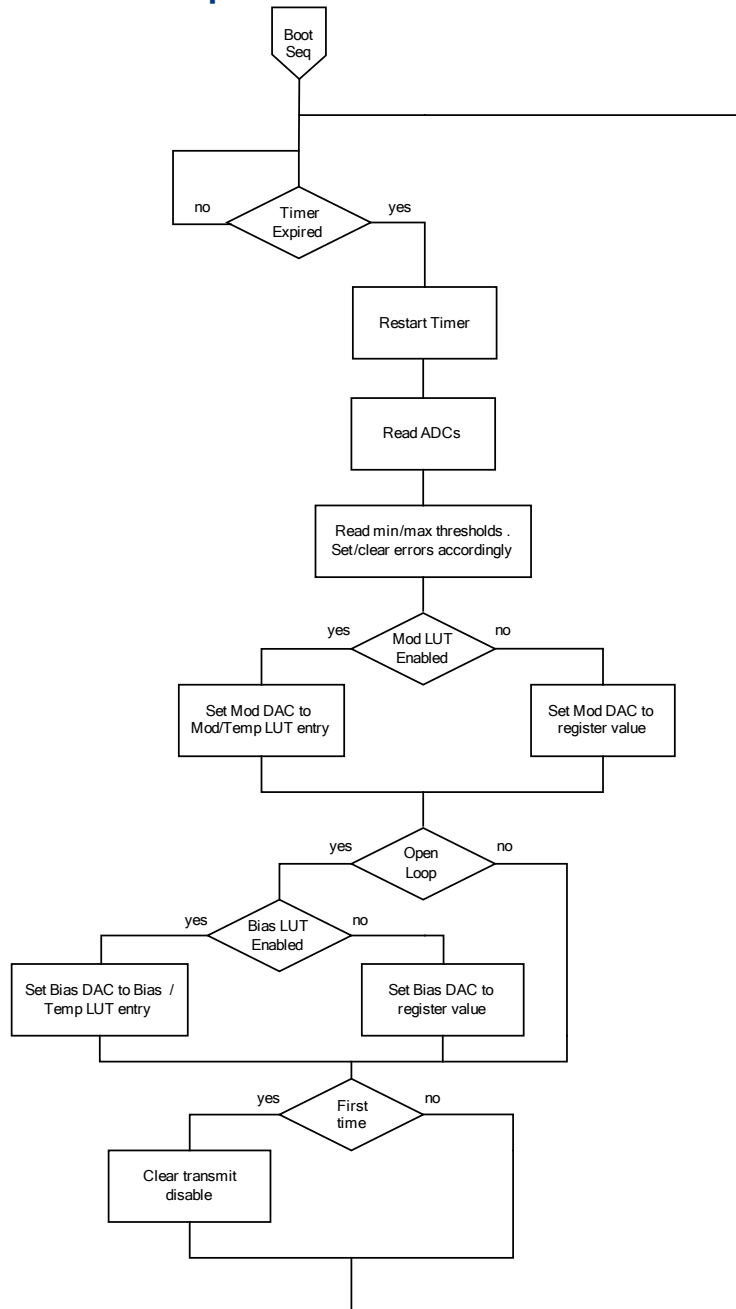 Boot
Seq
no
Timer
Expired
yes
Restart Timer
Read ADCs
Read min/max thresholds .
Set/clear errors accordingly
yes
Mod LUT
Enabled
no
Set Mod DAC to
Mod/Temp LUT entry
Set Mod DAC to
register value
yes
Open
Loop
no
yes
Bias LUT
Enabled
no
Set Bias DAC to Bias /
Temp LUT entry
Set Bias DAC to
register value
yes
First
time
no
Clear transmit
disable